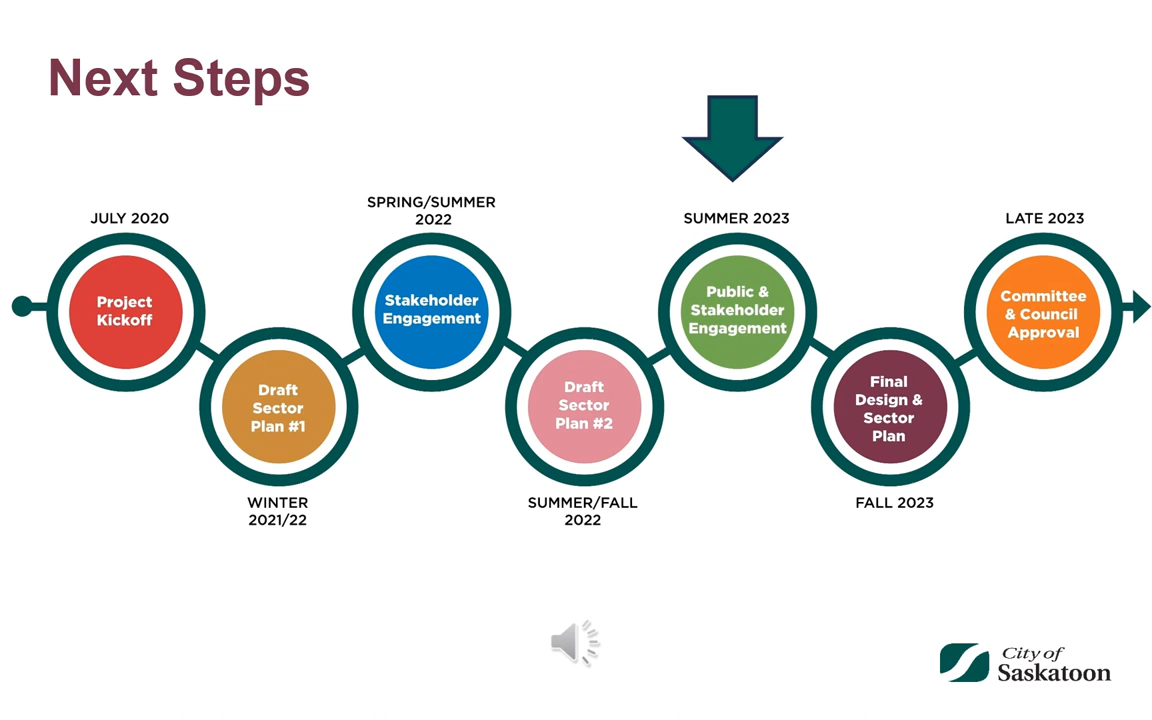 Next Steps
JULY 2020
Project
Kickoff
Draft
Sector
Plan #1
WINTER
2021/22
SPRING/SUMMER
2022
Stakeholder
Engagement
Draft
Sector
Plan #2
SUMMER/FALL
2022
SUMMER 2023
Public &
Stakeholder
Engagement
Final
Design &
Sector
Plan
FALL 2023
LATE 2023
Committee
& Council
Approval
City of
Saskatoon